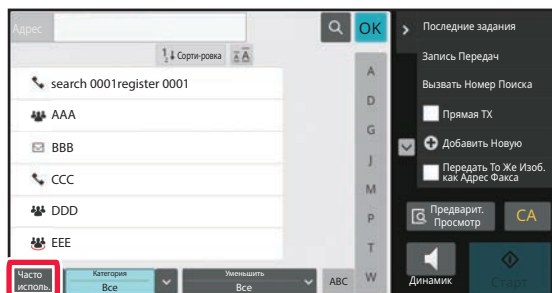 Адрес
OK
1 2 Сорти-ровка
A A
search 0001register 0001
AAA
BBB
CCC
DDD
EEE
A
D
G
J
M
P
T
W
Часто
исполь.
Категория
Все
Уменьшить
Все
ABC
Последние задания
Запись Передач
Вызвать Номер Поиска
Прямая TX
Добавить Новую
Передать То Же Изоб.
как Адрес Факса
Предварит.
Просмотр
CA
Динамик
Старт